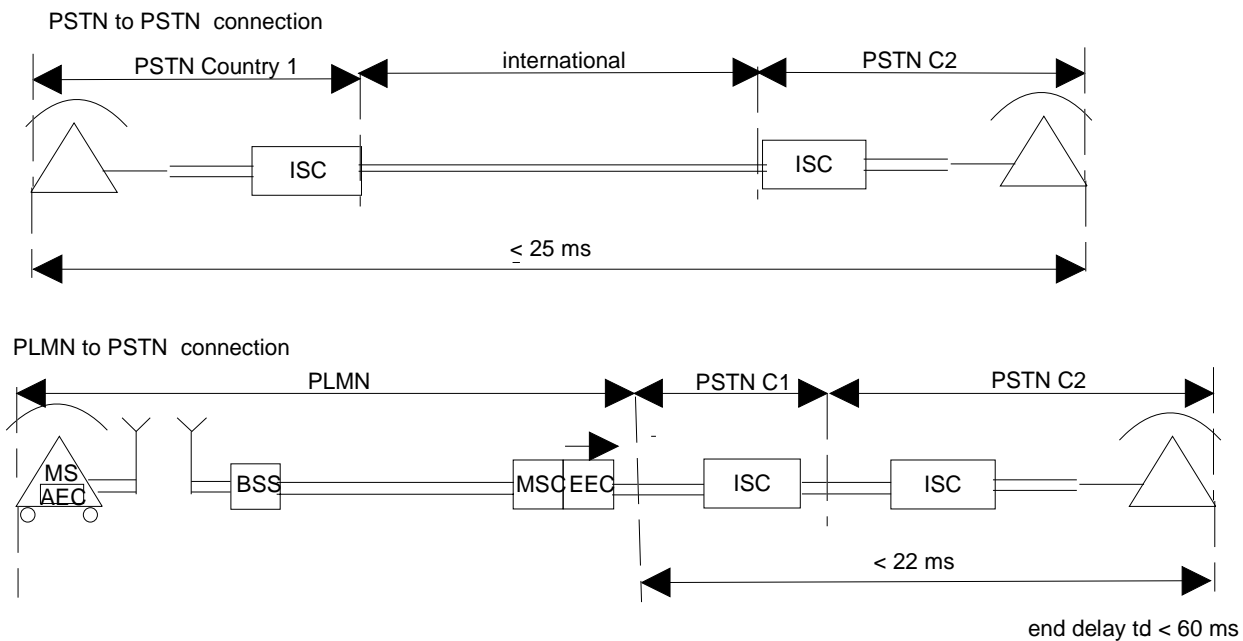 PSTN to PSTN connection
PSTN Country 1
international
PSTN C2
ISC
ISC
< 25 ms
PLMN to PSTN connection
PLMN
PSTN C1
PSTN C2
MS
AEC
BSS
MSC
EEC
ISC
ISC
< 22 ms
end delay td < 60 ms